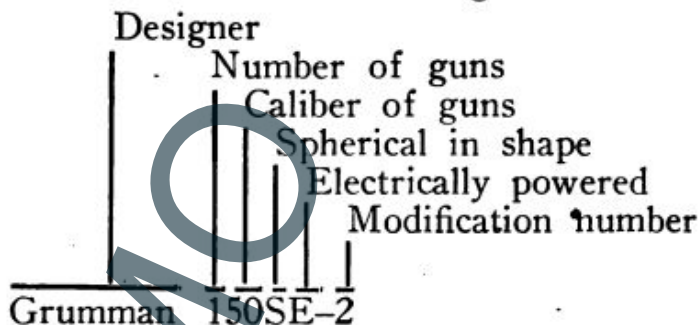 Designer
Number of guns
Caliber of guns
Spherical in shape
Electrically powered
Modification number
Grumman 150SE-2